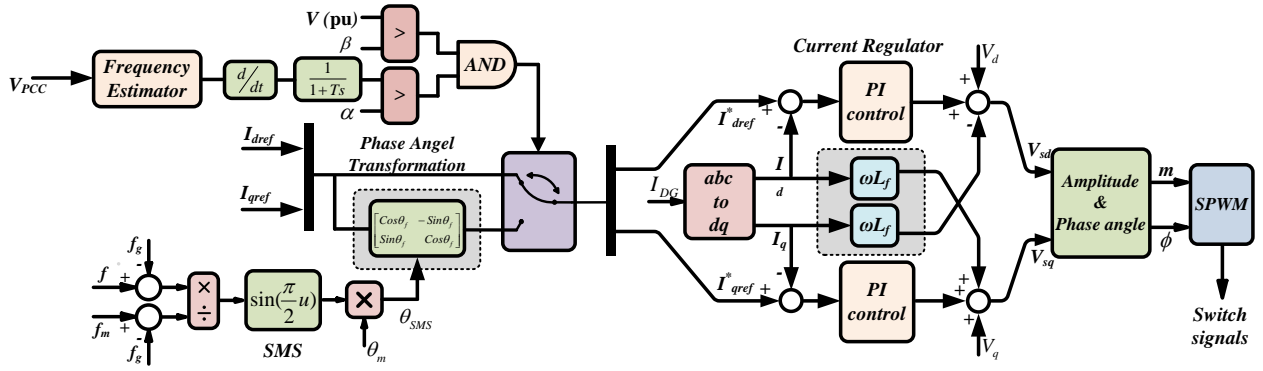 V (pu)
β
>
AND
V_PCC
Frequency
Estimator
d/dt
1
1+Ts
>
α
I_dref
I_qref
Phase Angel
Transformation
[Cosθ_f -Sinθ_f
Sinθ_f Cosθ_f]
f_g
-
f +
f_m +
-
f_g
×
÷
sin(π/2 u)
SMS
×
θ_SMS
θ_m
Current Regulator
I*_dref
+
-
PI
control
V_d
+
+
-
I_DG
abc
to
dq
I
d
I_q
ωL_f
ωL_f
I*_qref
+
-
PI
control
+
+
+
V_q
V_sd
V_sq
Amplitude
&
Phase angle
m
ϕ
SPWM
Switch
signals